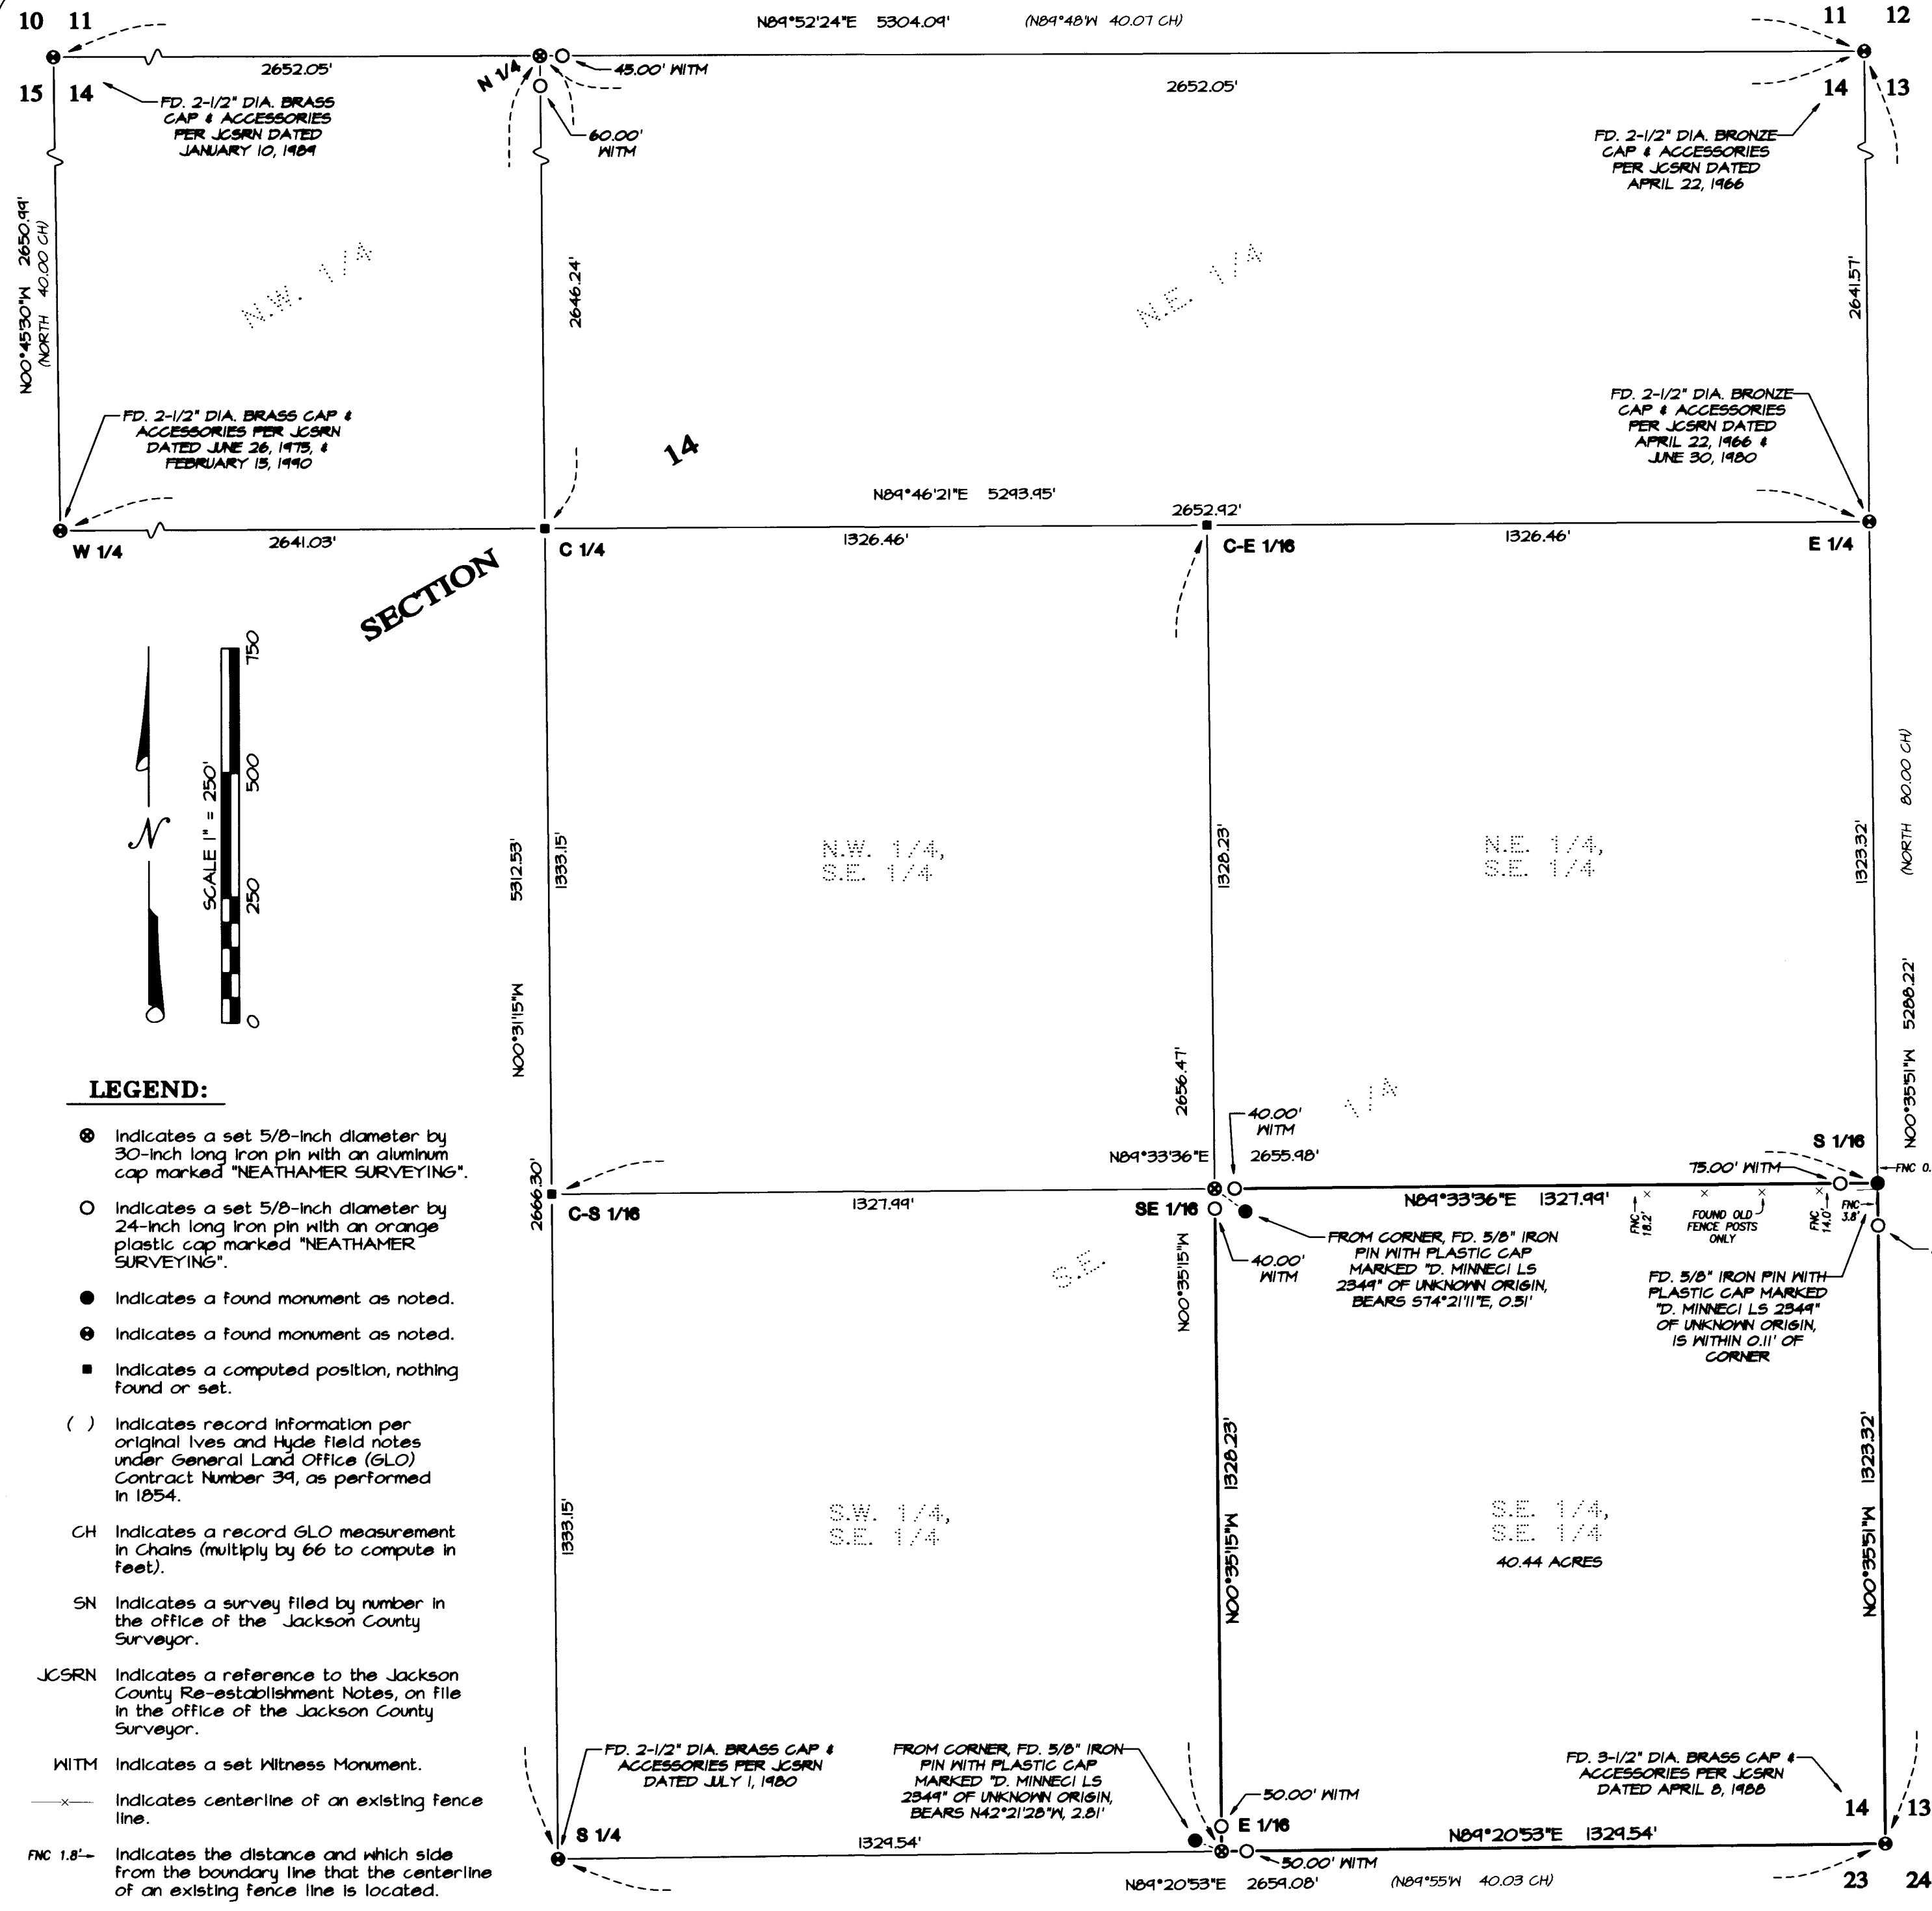 10 11
N89°52'24"E 5304.09' (N89°48'W 40.07 CH)
11 12
2652.05'
N 1/4
45.00' WITM
2652.05'
15 14
14 13
60.00'
WITM
FD. 2-1/2" DIA. BRASS
CAP & ACCESSORIES
PER JCSRN DATED
JANUARY 10, 1989
FD. 2-1/2" DIA. BRONZE
CAP & ACCESSORIES
PER JCSRN DATED
APRIL 22, 1966
N00°45'30"W 2650.99'
(NORTH 40.00 CH)
N.W. 1/4
2646.24'
N.E. 1/4
2641.57'
FD. 2-1/2" DIA. BRASS CAP &
ACCESSORIES PER JCSRN
DATED JUNE 26, 1975, &
FEBRUARY 15, 1990
FD. 2-1/2" DIA. BRONZE
CAP & ACCESSORIES
PER JCSRN DATED
APRIL 22, 1966 &
JUNE 30, 1980
SECTION 14
N89°46'21"E 5293.95'
2652.92'
W 1/4
2641.03'
C 1/4
1326.46'
C-E 1/16
1326.46'
E 1/4
N
SCALE 1" = 250'
0 250 500 750
5312.53'
N00°31'15"W
1333.15'
N.W. 1/4,
S.E. 1/4
1328.23'
2656.47'
N.E. 1/4,
S.E. 1/4
1323.32'
(NORTH 80.00 CH)
N00°35'51"W 5288.22'
S.E. 1/4
LEGEND:
Indicates a set 5/8-inch diameter by
30-inch long iron pin with an aluminum
cap marked "NEATHAMER SURVEYING".
Indicates a set 5/8-inch diameter by
24-inch long iron pin with an orange
plastic cap marked "NEATHAMER
SURVEYING".
Indicates a found monument as noted.
Indicates a found monument as noted.
Indicates a computed position, nothing
found or set.
( ) Indicates record information per
original Ives and Hyde field notes
under General Land Office (GLO)
Contract Number 39, as performed
in 1854.
CH Indicates a record GLO measurement
in Chains (multiply by 66 to compute in
feet).
SN Indicates a survey filed by number in
the office of the Jackson County
Surveyor.
JCSRN Indicates a reference to the Jackson
County Re-establishment Notes, on file
in the office of the Jackson County
Surveyor.
WITM Indicates a set Witness Monument.
x Indicates centerline of an existing fence
line.
FNC 1.8' Indicates the distance and which side
from the boundary line that the centerline
of an existing fence line is located.
2666.30'
C-S 1/16
1327.99'
N89°33'36"E 2655.98'
40.00'
WITM
SE 1/16
40.00'
WITM
N89°33'36"E 1327.99'
75.00' WITM
S 1/16
FNC 0.
FNC
18.2'
FOUND OLD
FENCE POSTS
ONLY
FNC
14.0'
FNC
3.8'
FROM CORNER, FD. 5/8" IRON
PIN WITH PLASTIC CAP
MARKED "D. MINNECI LS
2349" OF UNKNOWN ORIGIN,
BEARS S74°21'11"E, 0.51'
FD. 5/8" IRON PIN WITH
PLASTIC CAP MARKED
"D. MINNECI LS 2349"
OF UNKNOWN ORIGIN,
IS WITHIN 0.11' OF
CORNER
N00°35'15"W
1333.15'
S.W. 1/4,
S.E. 1/4
N00°35'15"W 1328.23'
S.E. 1/4,
S.E. 1/4
40.44 ACRES
N00°35'51"W 1323.32'
FD. 2-1/2" DIA. BRASS CAP &
ACCESSORIES PER JCSRN
DATED JULY 1, 1980
FROM CORNER, FD. 5/8" IRON
PIN WITH PLASTIC CAP
MARKED "D. MINNECI LS
2349" OF UNKNOWN ORIGIN,
BEARS N42°21'28"W, 2.81'
FD. 3-1/2" DIA. BRASS CAP &
ACCESSORIES PER JCSRN
DATED APRIL 8, 1988
50.00' WITM
14 13
S 1/4
1329.54'
E 1/16
N89°20'53"E 1329.54'
50.00' WITM
N89°20'53"E 2659.08' (N89°55'W 40.03 CH)
23 24